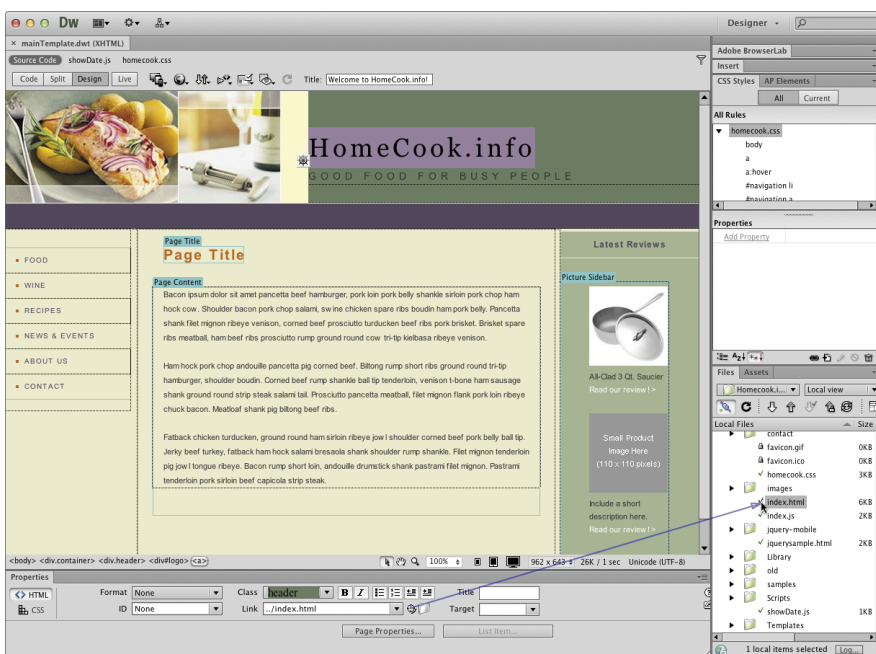 Dw
Designer
× mainTemplate.dwt (XHTML)
Source Code showDate.js homecook.css
Code Split Design Live Title: Welcome to HomeCook.info!
HomeCook.info
GOOD FOOD FOR BUSY PEOPLE
FOOD
WINE
RECIPES
NEWS & EVENTS
ABOUT US
CONTACT
Page Title
Page Title
Page Content
Bacon ipsum dolor sit amet pancetta beef hamburger, pork loin pork belly shankle sirloin pork chop ham
hock cow. Shoulder bacon pork chop salami, swine chicken spare ribs boudin ham pork belly. Pancetta
shank filet mignon ribeye venison, corned beef prosciutto turducken beef ribs pork brisket. Brisket spare
ribs meatball, ham beef ribs prosciutto rump ground round cow tri-tip kielbasa ribeye venison.
Ham hock pork chop andouille pancetta pig corned beef. Biltong rump short ribs ground round tri-tip
hamburger, shoulder boudin. Corned beef rump shankle ball tip tenderloin, venison t-bone ham sausage
shank ground round strip steak salami tail. Prosciutto pancetta meatball, filet mignon flank pork loin ribeye
chuck bacon. Meatloaf shank pig biltong beef ribs.
Fatback chicken turducken, ground round ham sirloin ribeye jowl shoulder corned beef pork belly ball tip.
Jerky beef turkey, fatback ham hock salami bresaola shank shoulder rump shankle. Filet mignon tenderloin
pig jowl tongue ribeye. Bacon rump short loin, andouille drumstick shank pastrami filet mignon. Pastrami
tenderloin pork sirloin beef capicola strip steak.
Latest Reviews
Picture Sidebar
All-Clad 3 Qt. Saucier
Read our review! >
Small Product
Image Here
(110 x 110 pixels)
Include a short
description here.
Read our review! >
<body> <div.container> <div.header> <div#logo> <a> 100% 962 x 643 26K / 1 sec Unicode (UTF-8)
Properties
HTML Format None Class header B I Title
CSS ID None Link ../index.html Target
Page Properties... List Item...
Adobe BrowserLab
Insert
CSS Styles AP Elements
All Current
All Rules
homecook.css
body
a
a:hover
#navigation li
#navigation a
Properties
Add Property
Files Assets
Homecook.i... Local view
Local Files Size
contact
favicon.gif 0KB
favicon.ico 0KB
homecook.css 3KB
images
index.html 6KB
index.js 2KB
jquery-mobile
jquerysample.html 2KB
Library
old
samples
Scripts
showDate.js 1KB
Templates
1 local items selected Log...